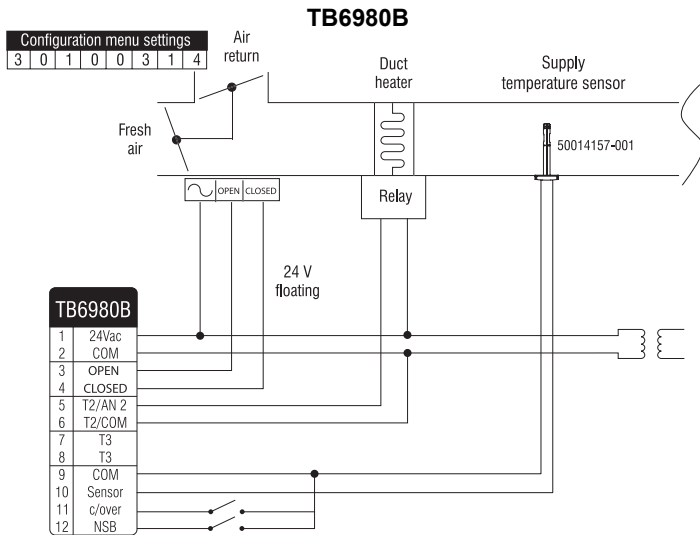 TB6980B
Configuration menu settings
3 0 1 0 0 3 1 4
Air
return
Duct
heater
Supply
temperature sensor
Fresh
air
50014157-001
OPEN CLOSED
Relay
24 V
floating
TB6980B
1 24Vac
2 COM
3 OPEN
4 CLOSED
5 T2/AN 2
6 T2/COM
7 T3
8 T3
9 COM
10 Sensor
11 c/over
12 NSB